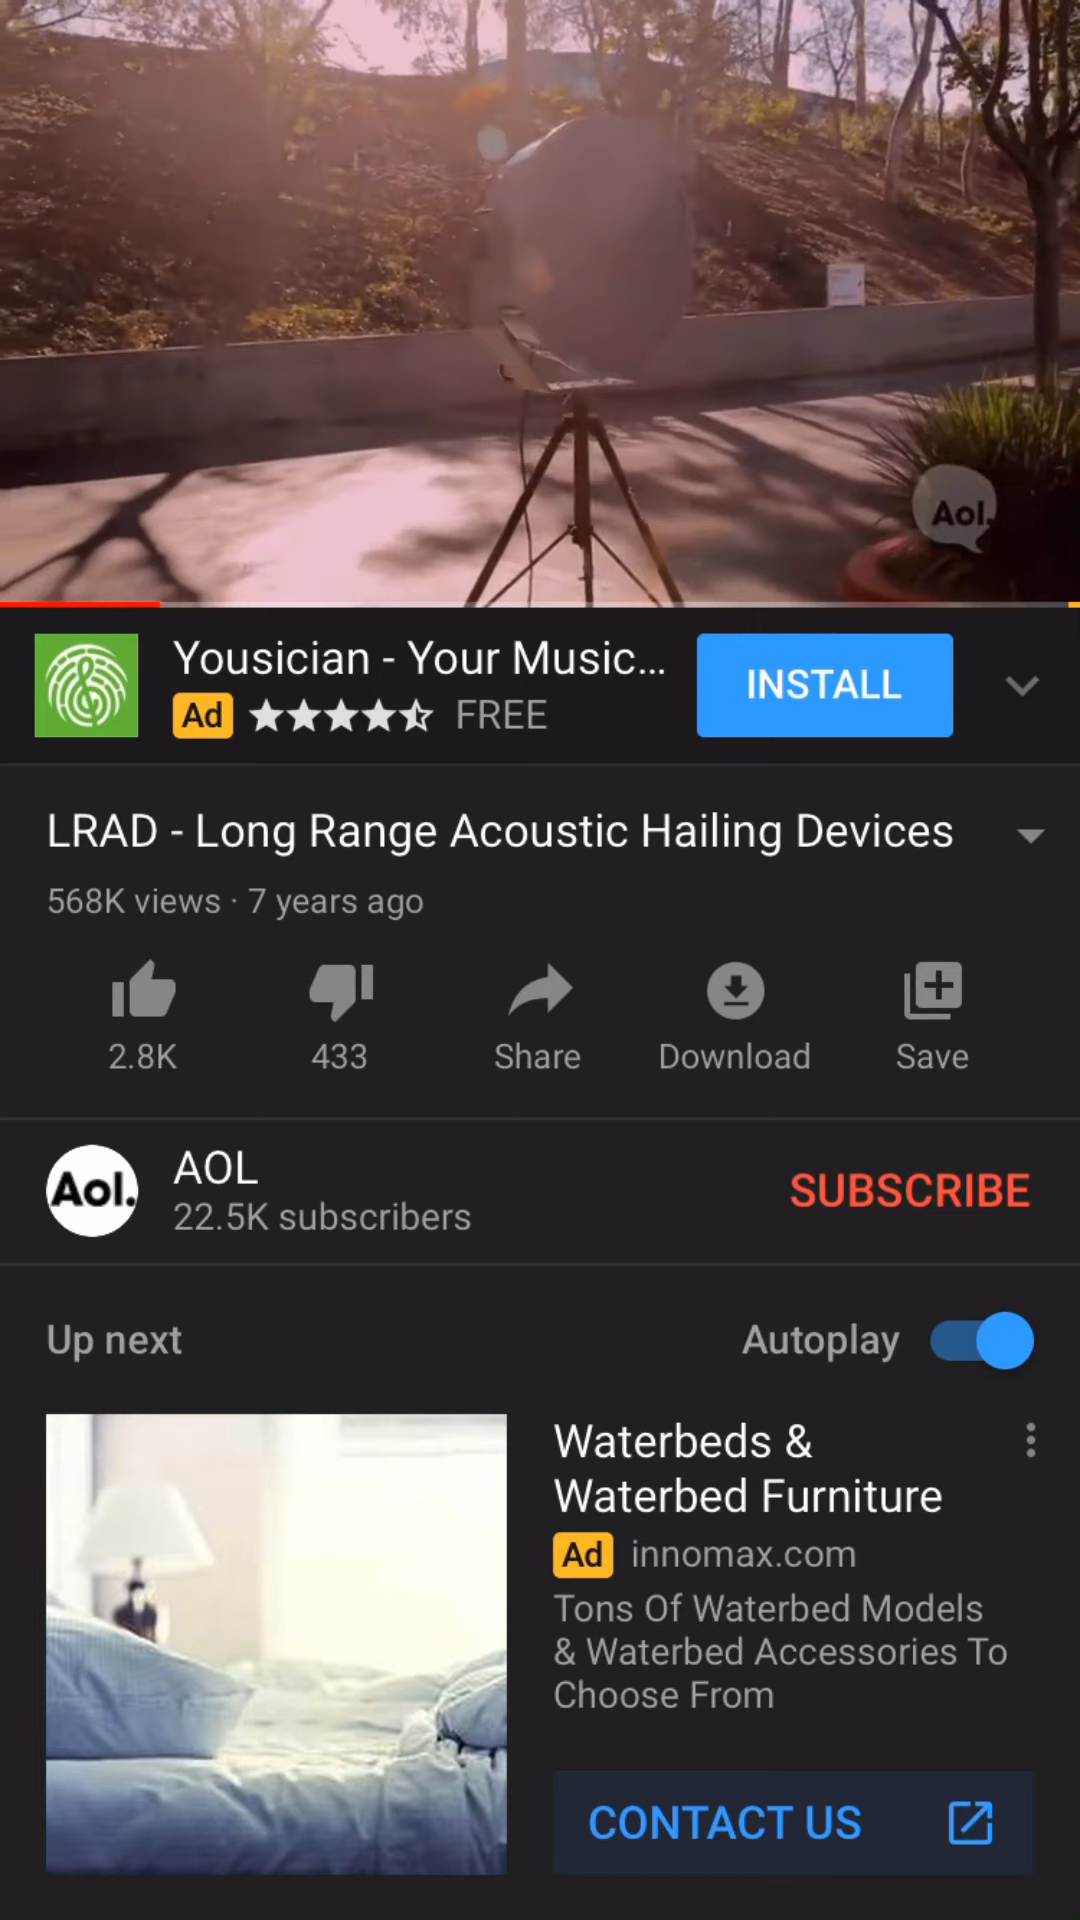 Aol.
Yousician - Your Music...
Ad FREE
INSTALL
LRAD - Long Range Acoustic Hailing Devices
568K views · 7 years ago
2.8K 433 Share Download Save
Aol.
AOL
22.5K subscribers
SUBSCRIBE
Up next Autoplay
Waterbeds &
Waterbed Furniture
Ad innomax.com
Tons Of Waterbed Models
& Waterbed Accessories To
Choose From
CONTACT US